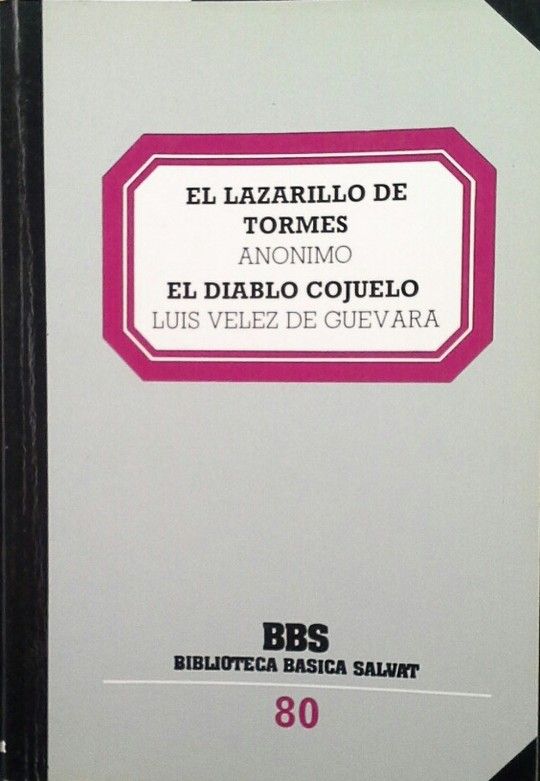 EL LAZARILLO DE
TORMES
ANONIMO
EL DIABLO COJUELO
LUIS VELEZ DE GUEVARA
BBS
BIBLIOTECA BASICA SALVAT
80